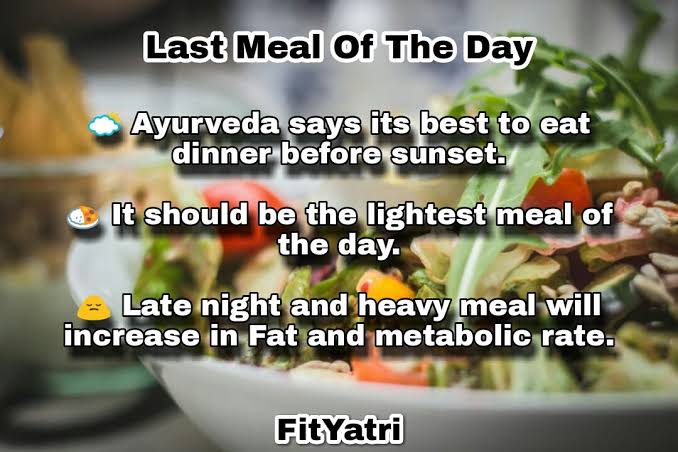 Last Meal Of The Day
⛅ Ayurveda says its best to eat
dinner before sunset.
🍛 It should be the lightest meal of
the day.
😔 Late night and heavy meal will
increase in Fat and metabolic rate.
FitYatri